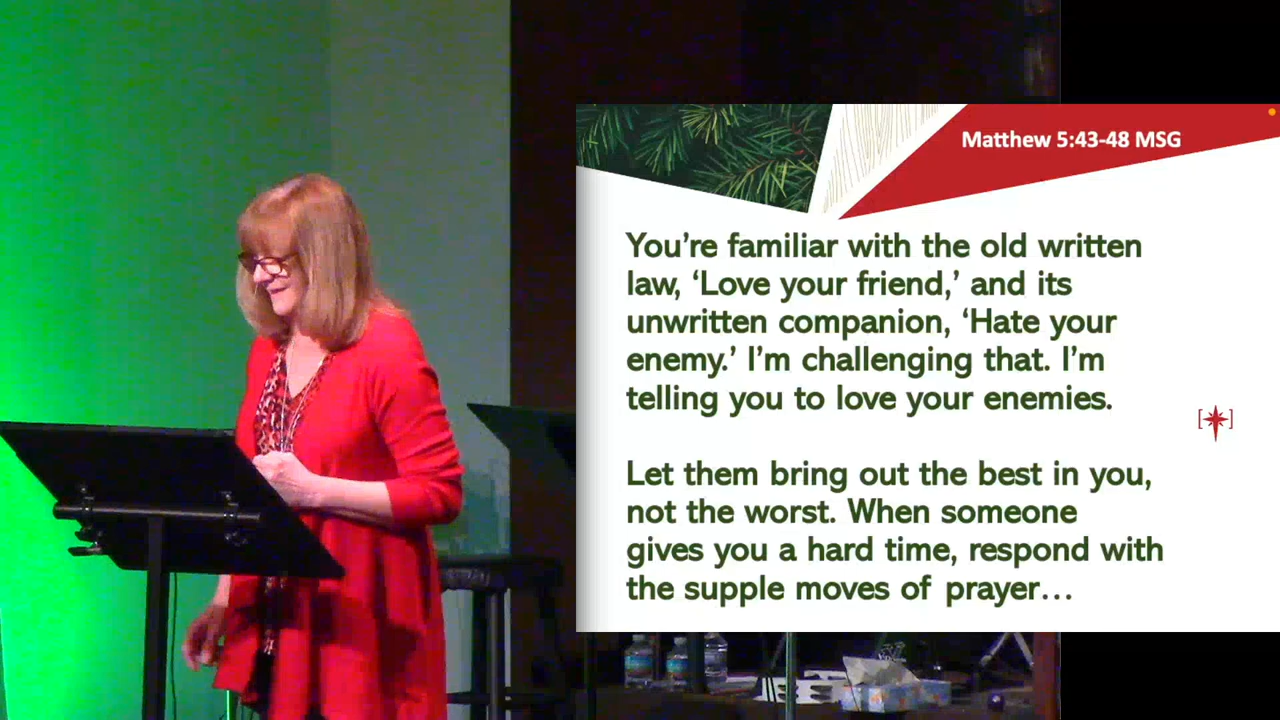 Matthew 5:43-48 MSG
You’re familiar with the old written
law, ‘Love your friend,’ and its
unwritten companion, ‘Hate your
enemy.’ I’m challenging that. I’m
telling you to love your enemies.
Let them bring out the best in you,
not the worst. When someone
gives you a hard time, respond with
the supple moves of prayer…